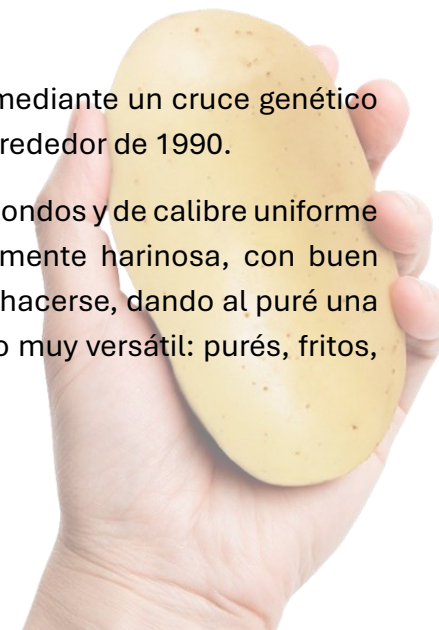 mediante un cruce genético
rededor de 1990.
ondos y de calibre uniforme
mente harinosa, con buen
hacerse, dando al puré una
o muy versátil: purés, fritos,